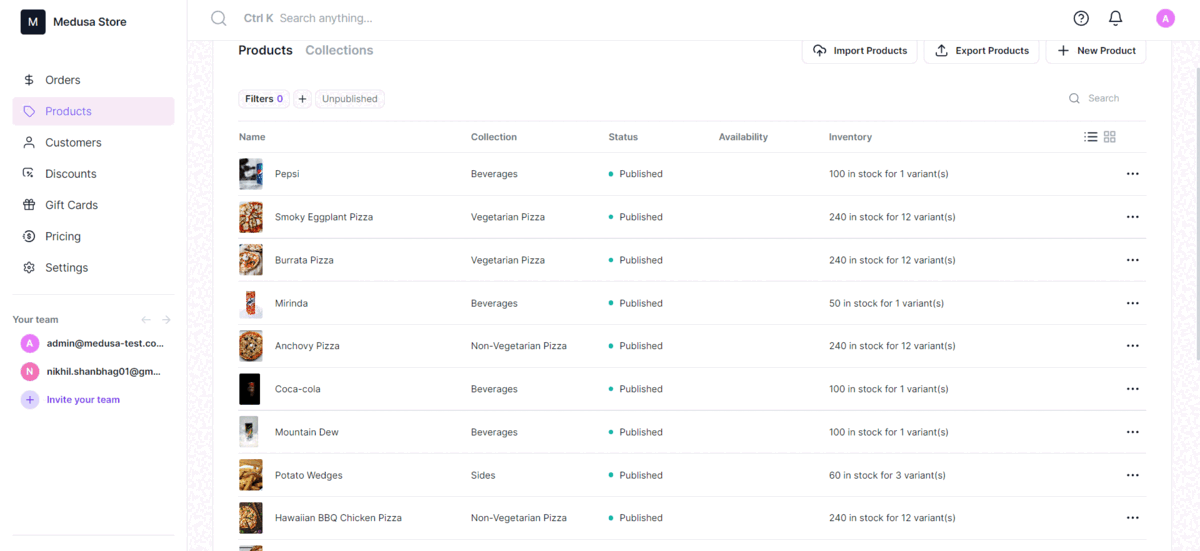 M Medusa Store
Ctrl K Search anything...
A
Orders
Products
Customers
Discounts
Gift Cards
Pricing
Settings
Your team
A admin@medusa-test.co...
N nikhil.shanbhag01@gm...
Invite your team
Products Collections
Import Products Export Products New Product
Filters 0 + Unpublished
Search
Name Collection Status Availability Inventory
Pepsi Beverages Published 100 in stock for 1 variant(s)
Smoky Eggplant Pizza Vegetarian Pizza Published 240 in stock for 12 variant(s)
Burrata Pizza Vegetarian Pizza Published 240 in stock for 12 variant(s)
Mirinda Beverages Published 50 in stock for 1 variant(s)
Anchovy Pizza Non-Vegetarian Pizza Published 240 in stock for 12 variant(s)
Coca-cola Beverages Published 100 in stock for 1 variant(s)
Mountain Dew Beverages Published 100 in stock for 1 variant(s)
Potato Wedges Sides Published 60 in stock for 3 variant(s)
Hawaiian BBQ Chicken Pizza Non-Vegetarian Pizza Published 240 in stock for 12 variant(s)